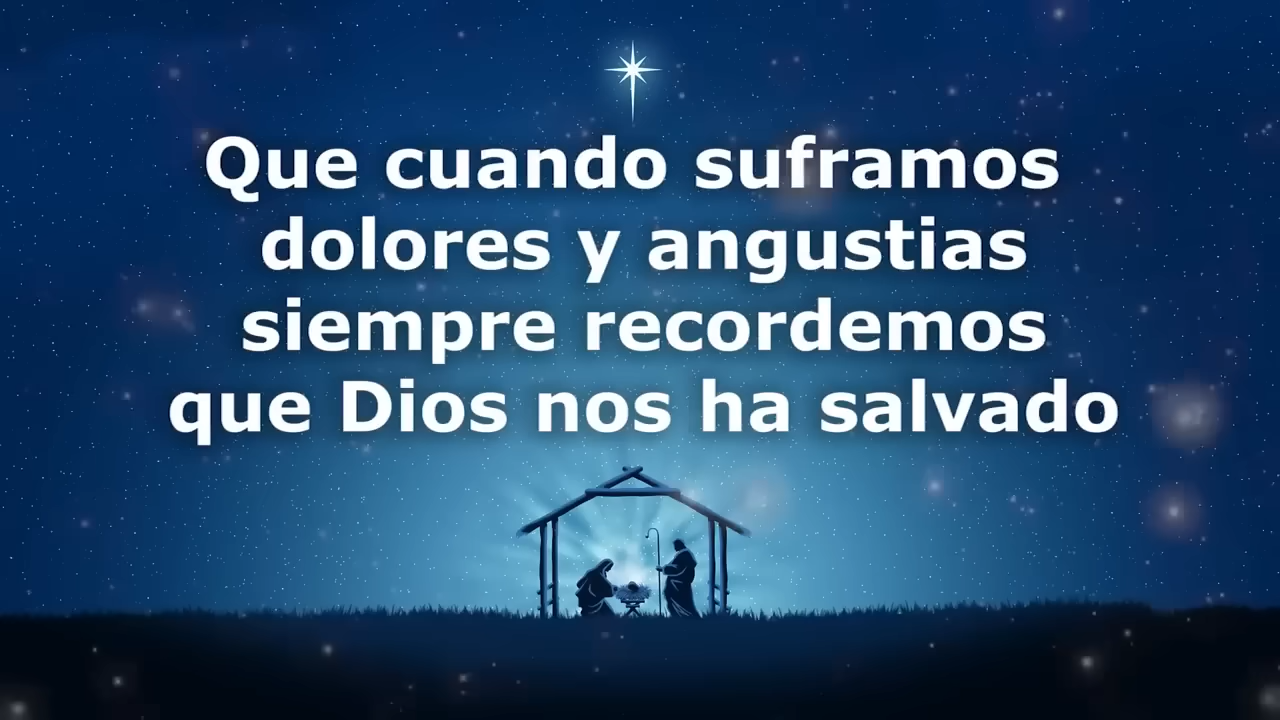 Que cuando suframos
dolores y angustias
siempre recordemos
que Dios nos ha salvado